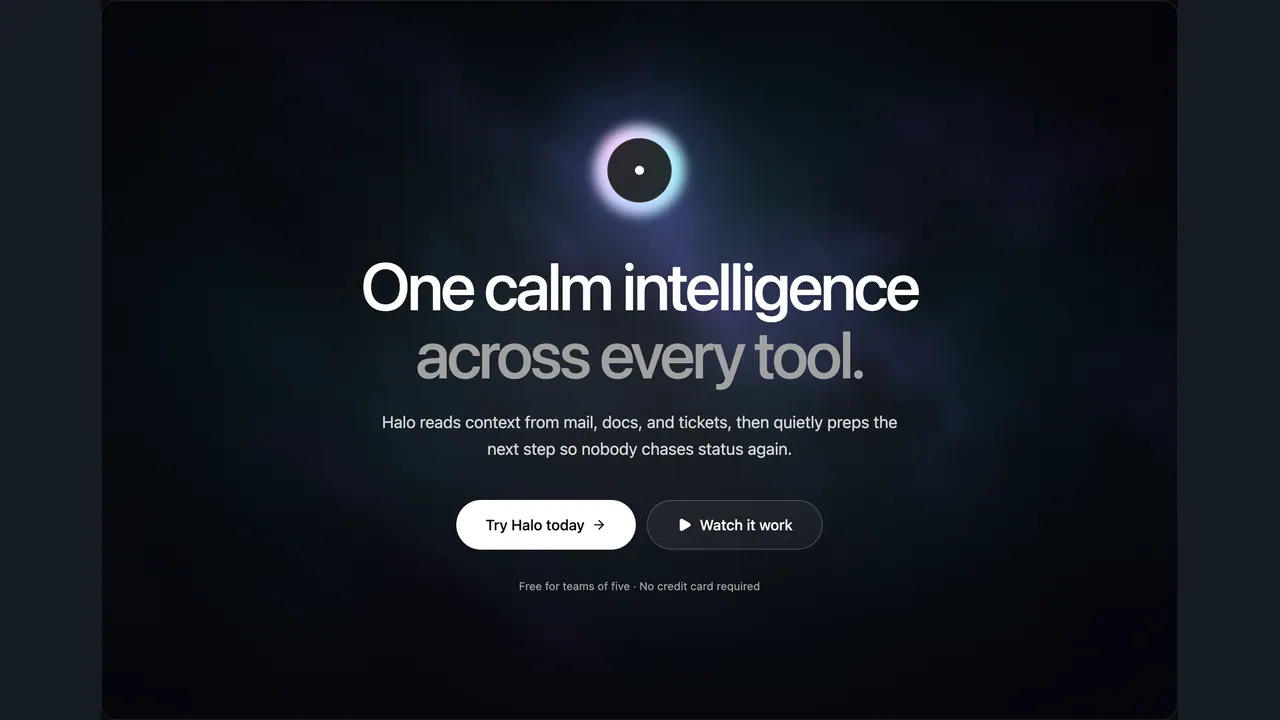 One calm intelligence
across every tool.
Halo reads context from mail, docs, and tickets, then quietly preps the
next step so nobody chases status again.
Try Halo today →
Watch it work
Free for teams of five · No credit card required